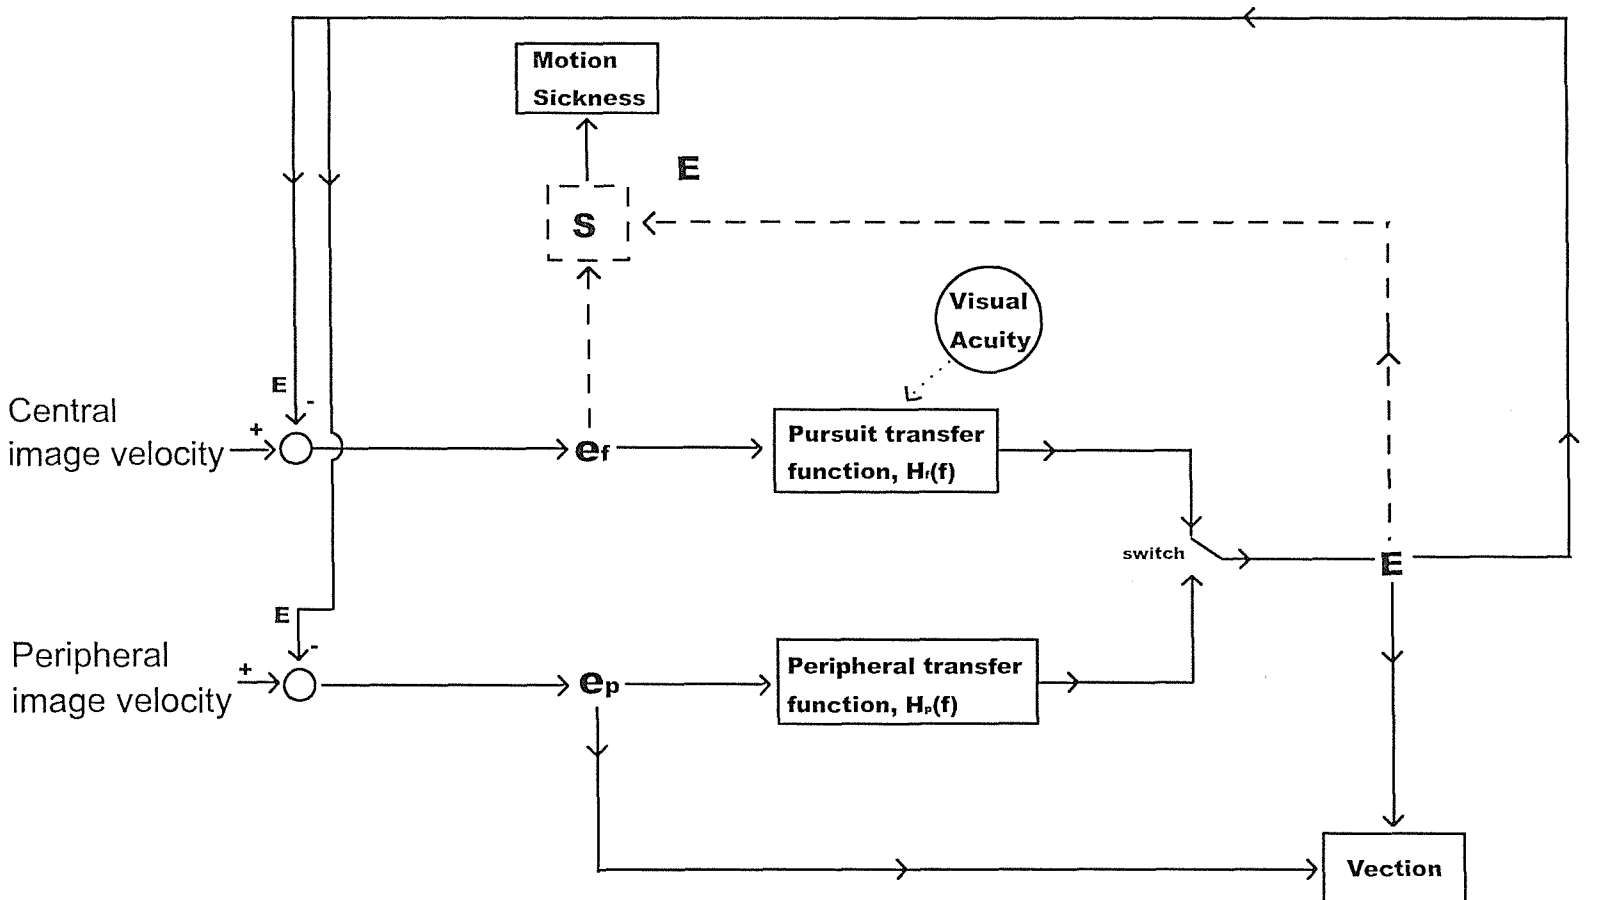 Motion
Sickness
E
S
Visual
Acuity
E
-
Central
image velocity
+
ef
Pursuit transfer
function, Hf(f)
switch
E
E
-
Peripheral
image velocity
+
ep
Peripheral transfer
function, Hp(f)
Vection